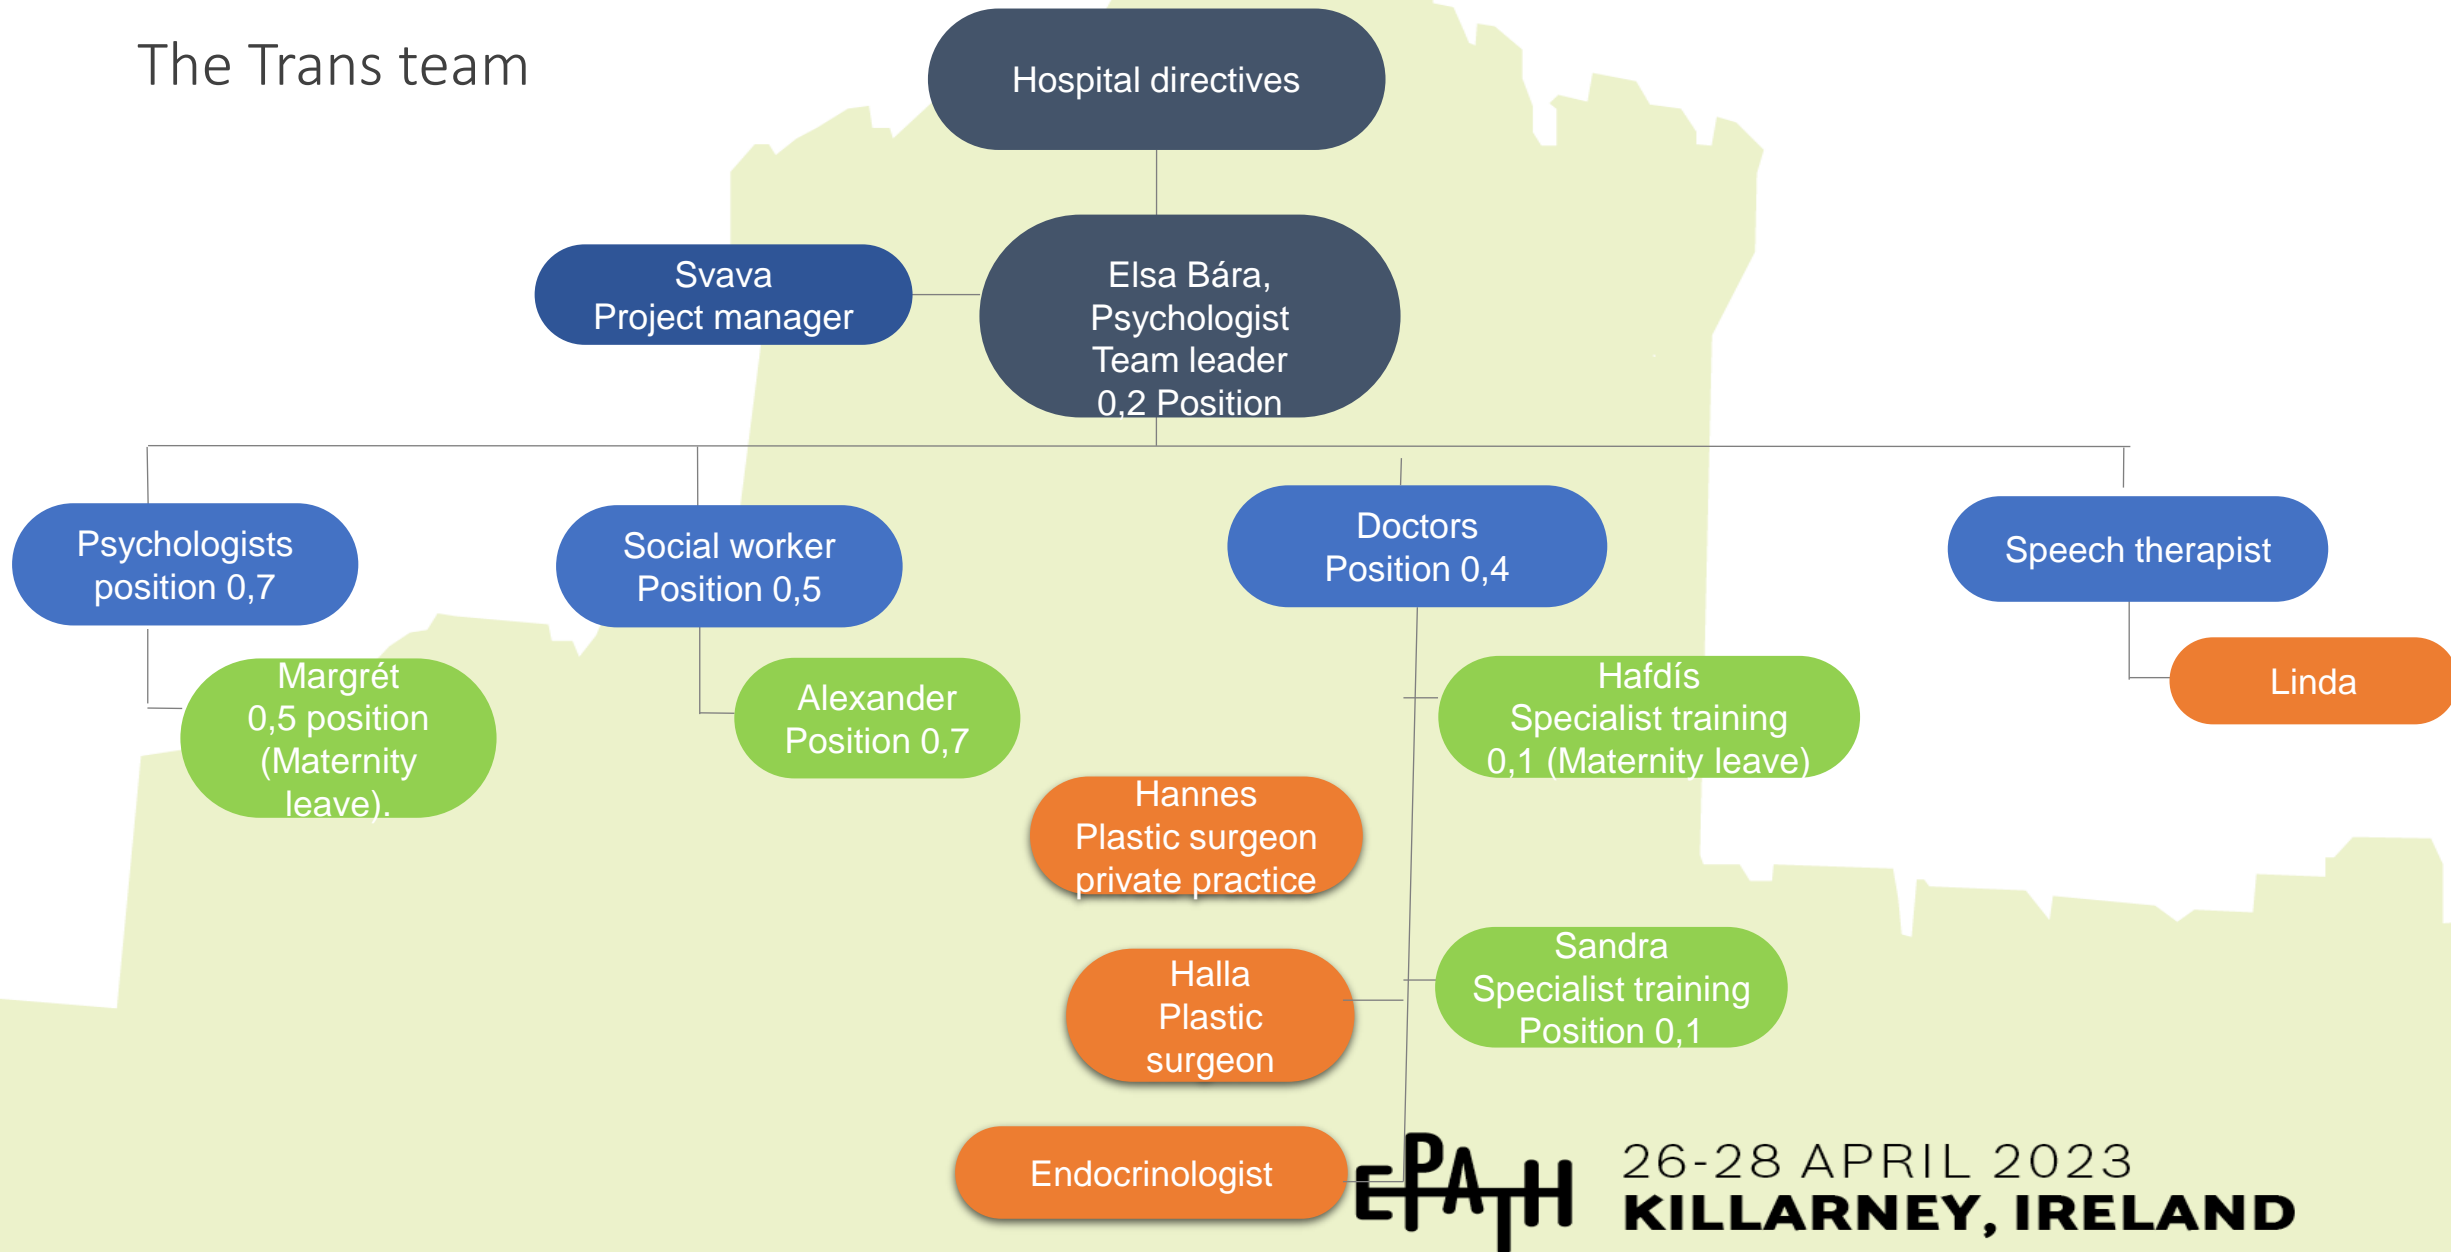 The Trans team
Hospital directives
Svava
Project manager
Elsa Bára,
Psychologist
Team leader
0,2 Position
Psychologists
position 0,7
Social worker
Position 0,5
Doctors
Position 0,4
Speech therapist
Margrét
0,5 position
(Maternity
leave).
Alexander
Position 0,7
Hafdís
Specialist training
0,1 (Maternity leave)
Linda
Hannes
Plastic surgeon
private practice
Halla
Plastic
surgeon
Sandra
Specialist training
Position 0,1
Endocrinologist
EPATH
26-28 APRIL 2023
KILLARNEY, IRELAND